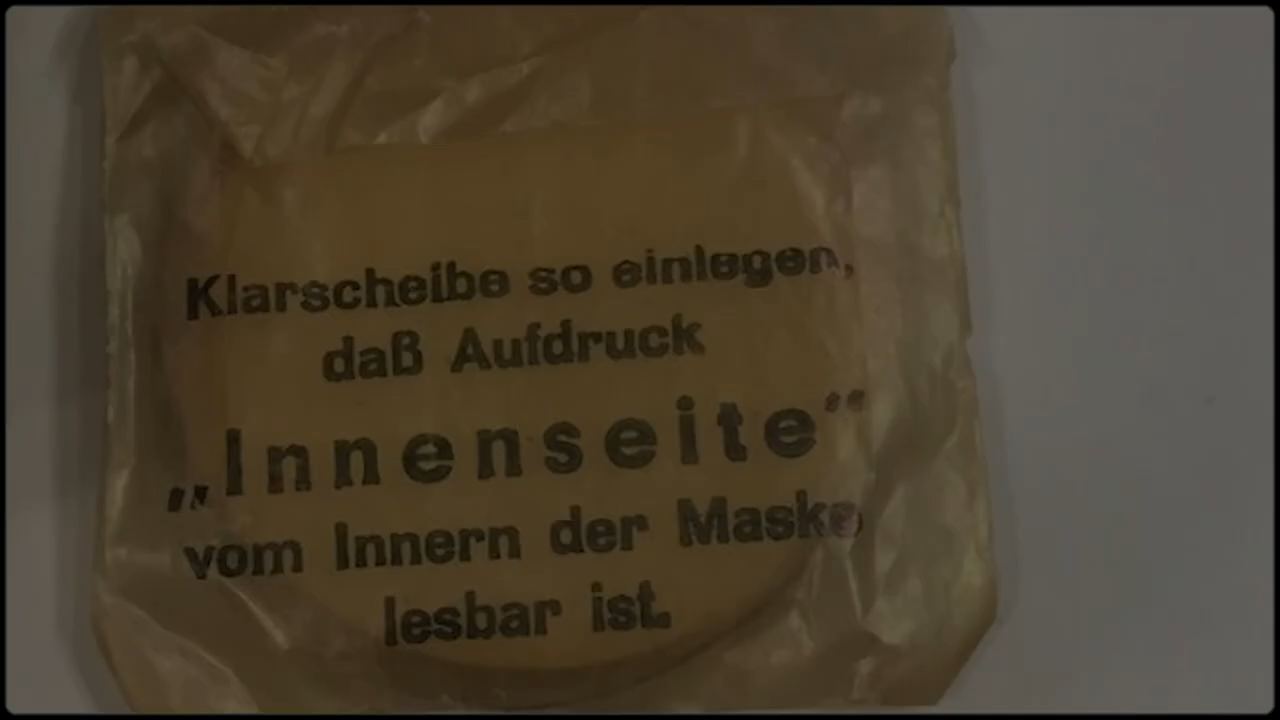 Klarscheibe so einlegen,
daß Aufdruck
„Innenseite“
vom Innern der Maske
lesbar ist.